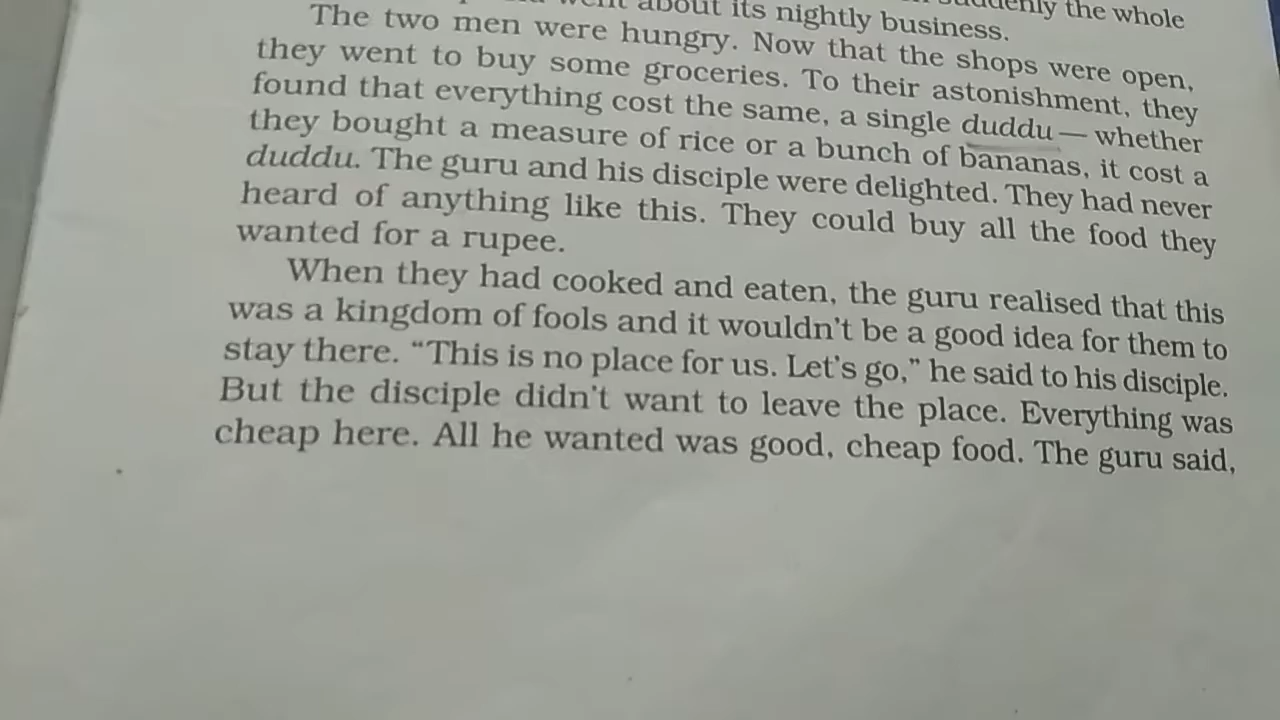 about its nightly business.
the whole
The two men were hungry. Now that the shops were open,
they went to buy some groceries. To their astonishment, they
found that everything cost the same, a single duddu — whether
they bought a measure of rice or a bunch of bananas, it cost a
duddu. The guru and his disciple were delighted. They had never
heard of anything like this. They could buy all the food they
wanted for a rupee.
When they had cooked and eaten, the guru realised that this
was a kingdom of fools and it wouldn't be a good idea for them to
stay there. “This is no place for us. Let's go,” he said to his disciple.
But the disciple didn't want to leave the place. Everything was
cheap here. All he wanted was good, cheap food. The guru said,